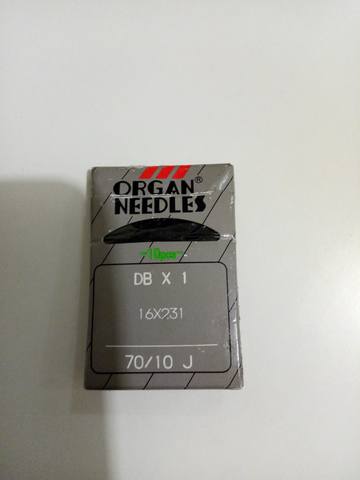 ORGAN®
NEEDLES
-10pcs-
DB X 1
16X231
70/10 J